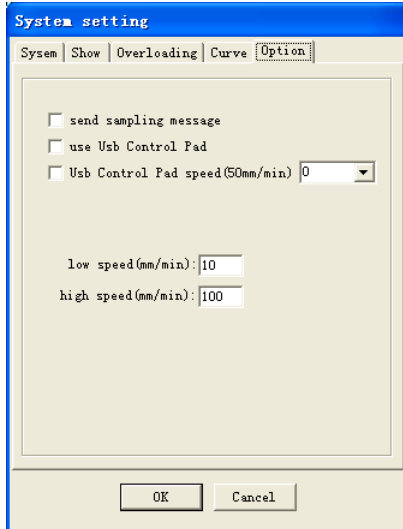 System setting
Sysem Show Overloading Curve Option
send sampling message
use Usb Control Pad
Usb Control Pad speed(50mm/min) 0
low speed(mm/min): 10
high speed(mm/min): 100
OK Cancel